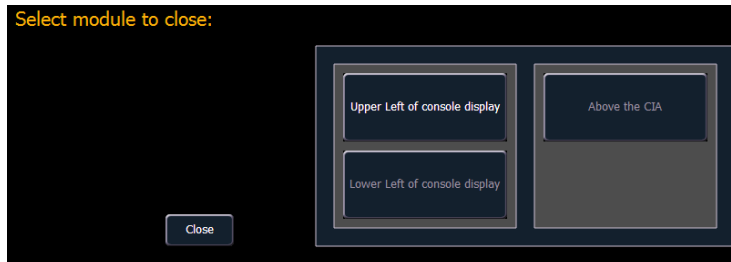 Select module to close:
Upper Left of console display
Above the CIA
Lower Left of console display
Close